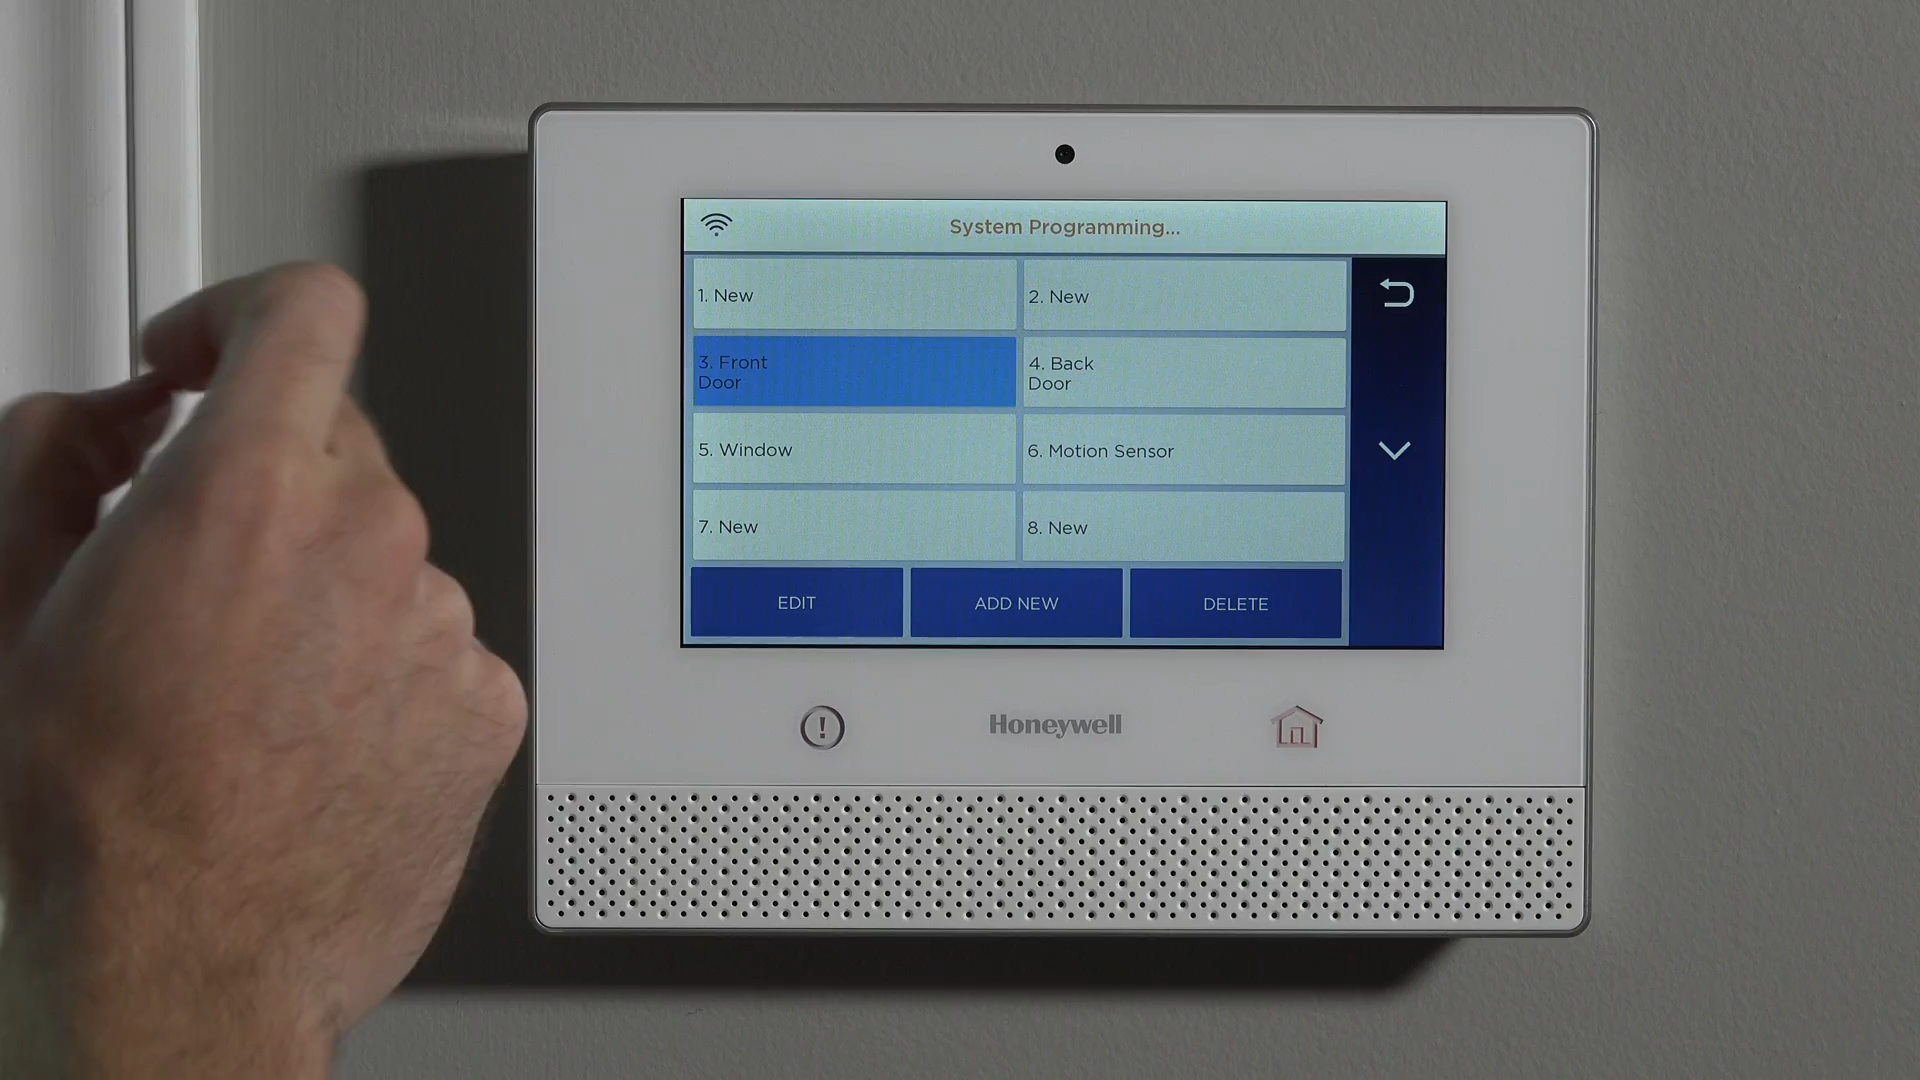 System Programming...
1. New
2. New
3. Front
Door
4. Back
Door
5. Window
6. Motion Sensor
7. New
8. New
EDIT
ADD NEW
DELETE
Honeywell